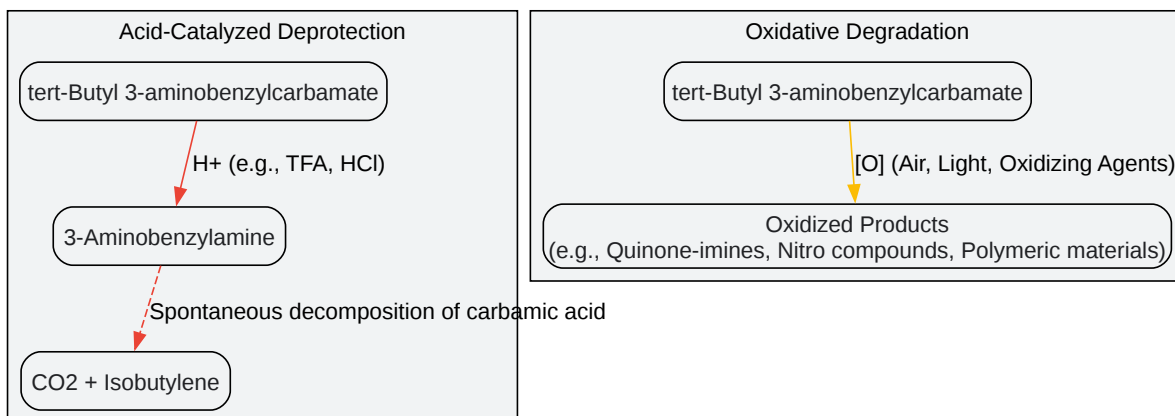 Acid-Catalyzed Deprotection
tert-Butyl 3-aminobenzylcarbamate
H+ (e.g., TFA, HCl)
3-Aminobenzylamine
Spontaneous decomposition of carbamic acid
CO2 + Isobutylene
Oxidative Degradation
tert-Butyl 3-aminobenzylcarbamate
[O] (Air, Light, Oxidizing Agents)
Oxidized Products
(e.g., Quinone-imines, Nitro compounds, Polymeric materials)